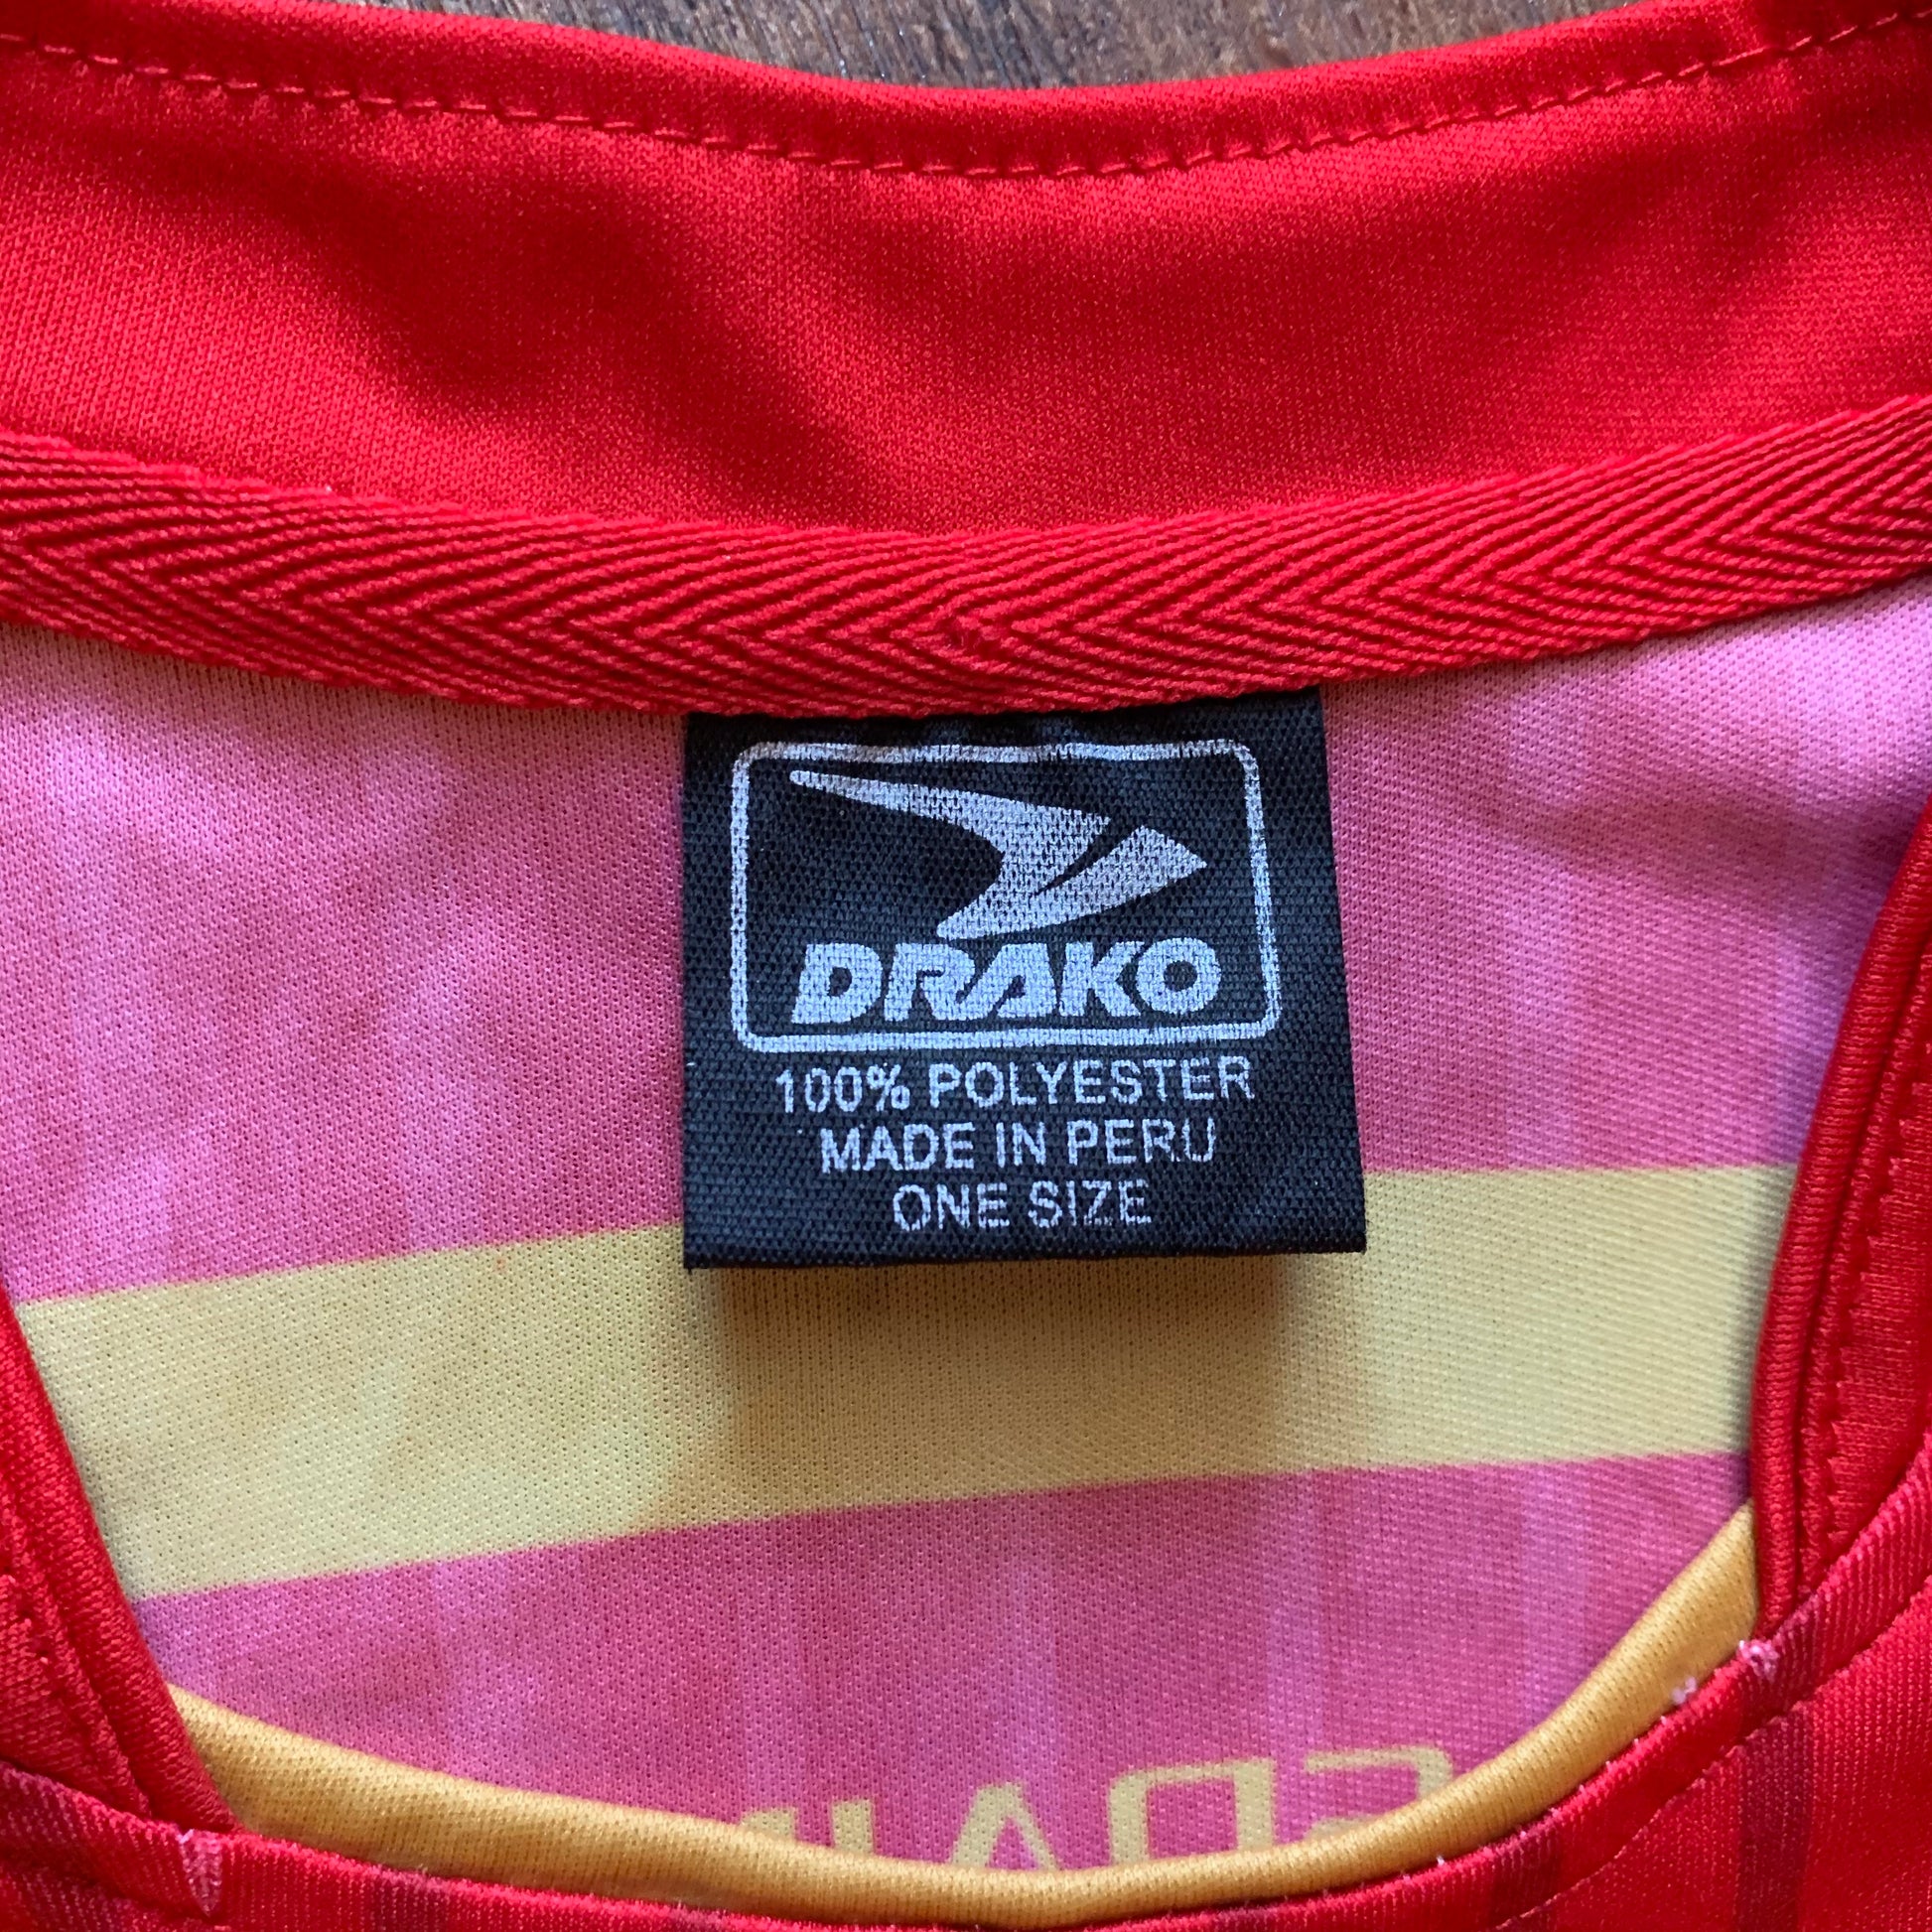 DRAKO
100% POLYESTER
MADE IN PERU
ONE SIZE